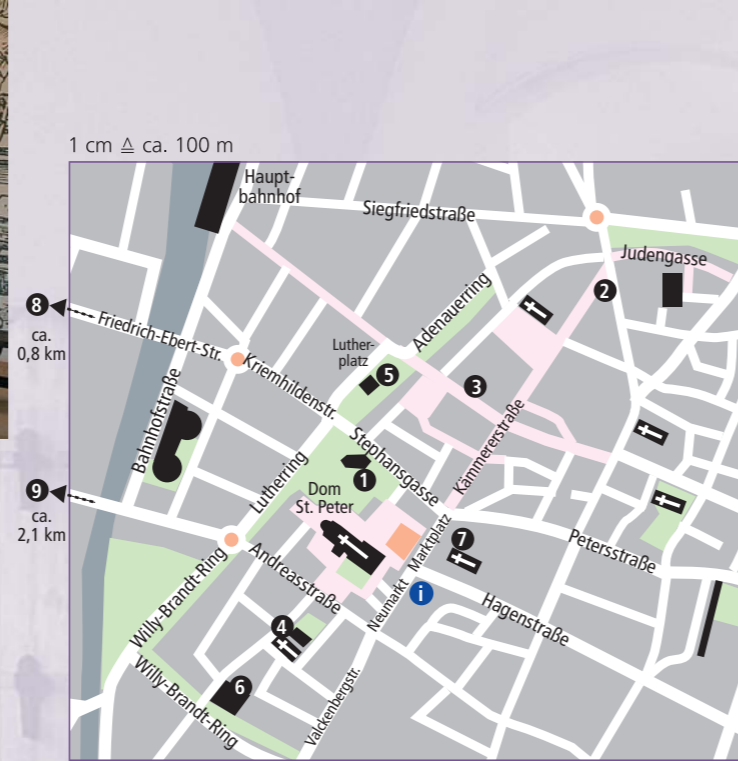 1 cm ≙ ca. 100 m
Haupt-
bahnhof
Siegfriedstraße
Judengasse
2
8
ca.
0,8 km
Friedrich-Ebert-Str.
Kriemhildenstr.
Luther-
platz
Adenauerring
5
3
Bahnhofstraße
Lutherring
Stephansgasse
Kämmererstraße
9
ca.
2,1 km
1
Dom
St. Peter
Marktplatz
7
Petersstraße
Andreasstraße
Neumarkt
i
Hagenstraße
Willy-Brandt-Ring
4
6
Willy-Brandt-Ring
Valckenbergstr.